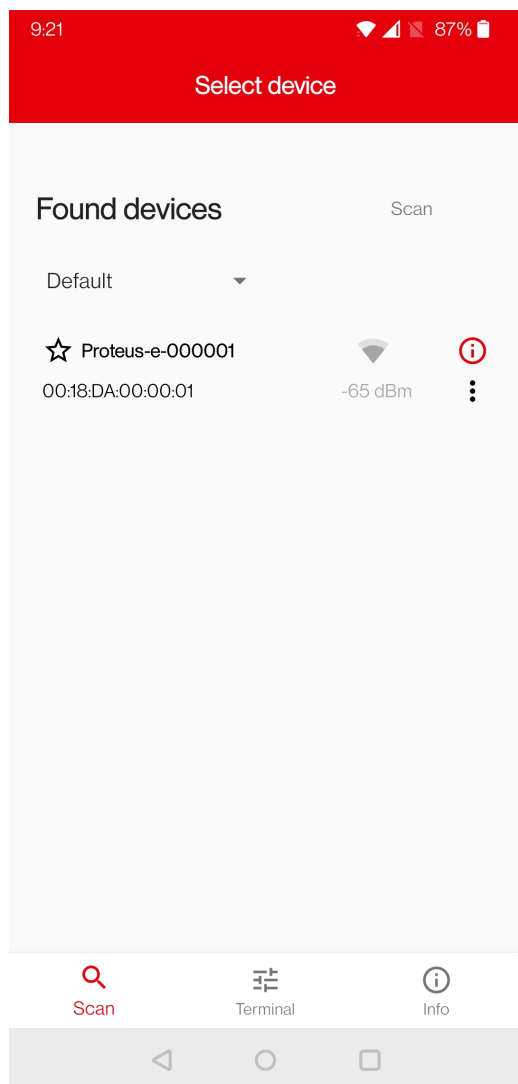 9:21 87%
Select device
Found devices Scan
Default
Proteus-e-000001
00:18:DA:00:00:01 -65 dBm
Scan Terminal Info